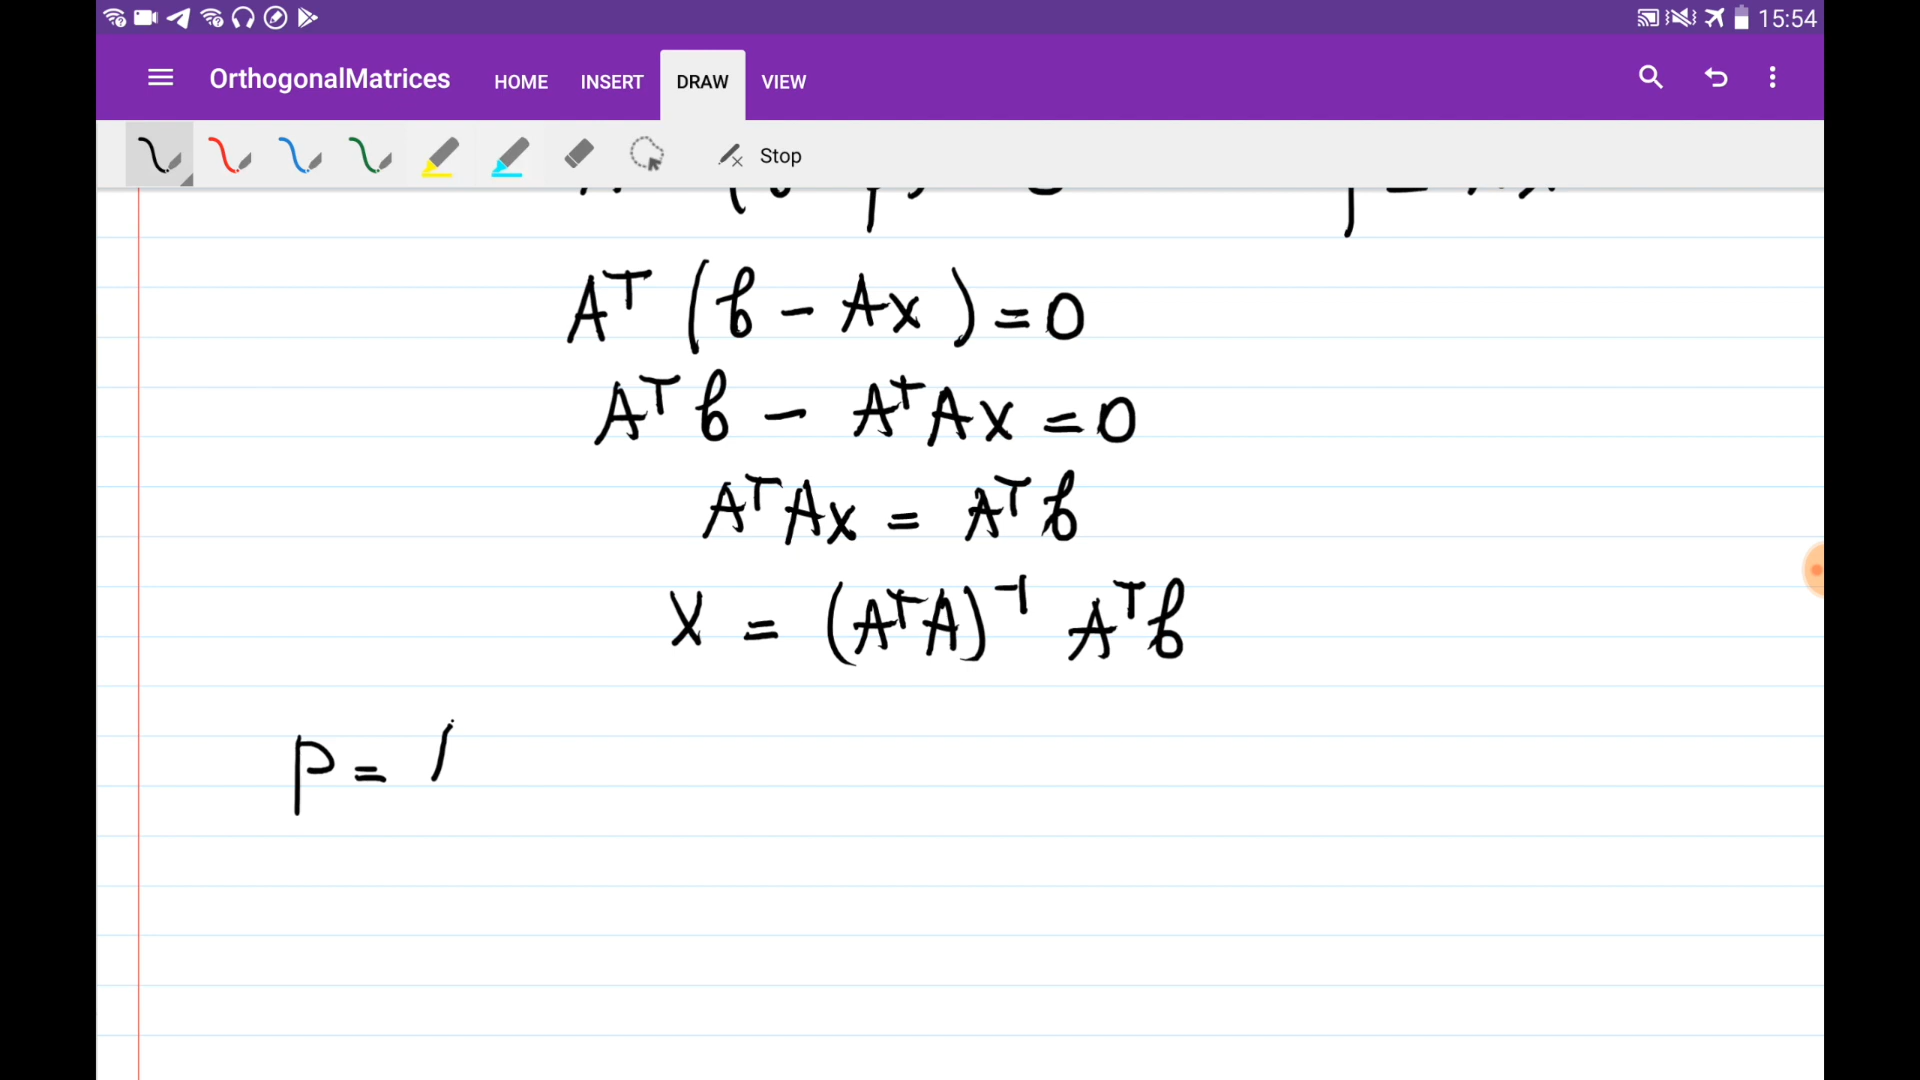 15:54
OrthogonalMatrices HOME INSERT DRAW VIEW
Stop
Aᵀ (b - Ax) = 0
Aᵀb - AᵀAx = 0
AᵀAx = Aᵀb
x = (AᵀA)⁻¹ Aᵀb
p =